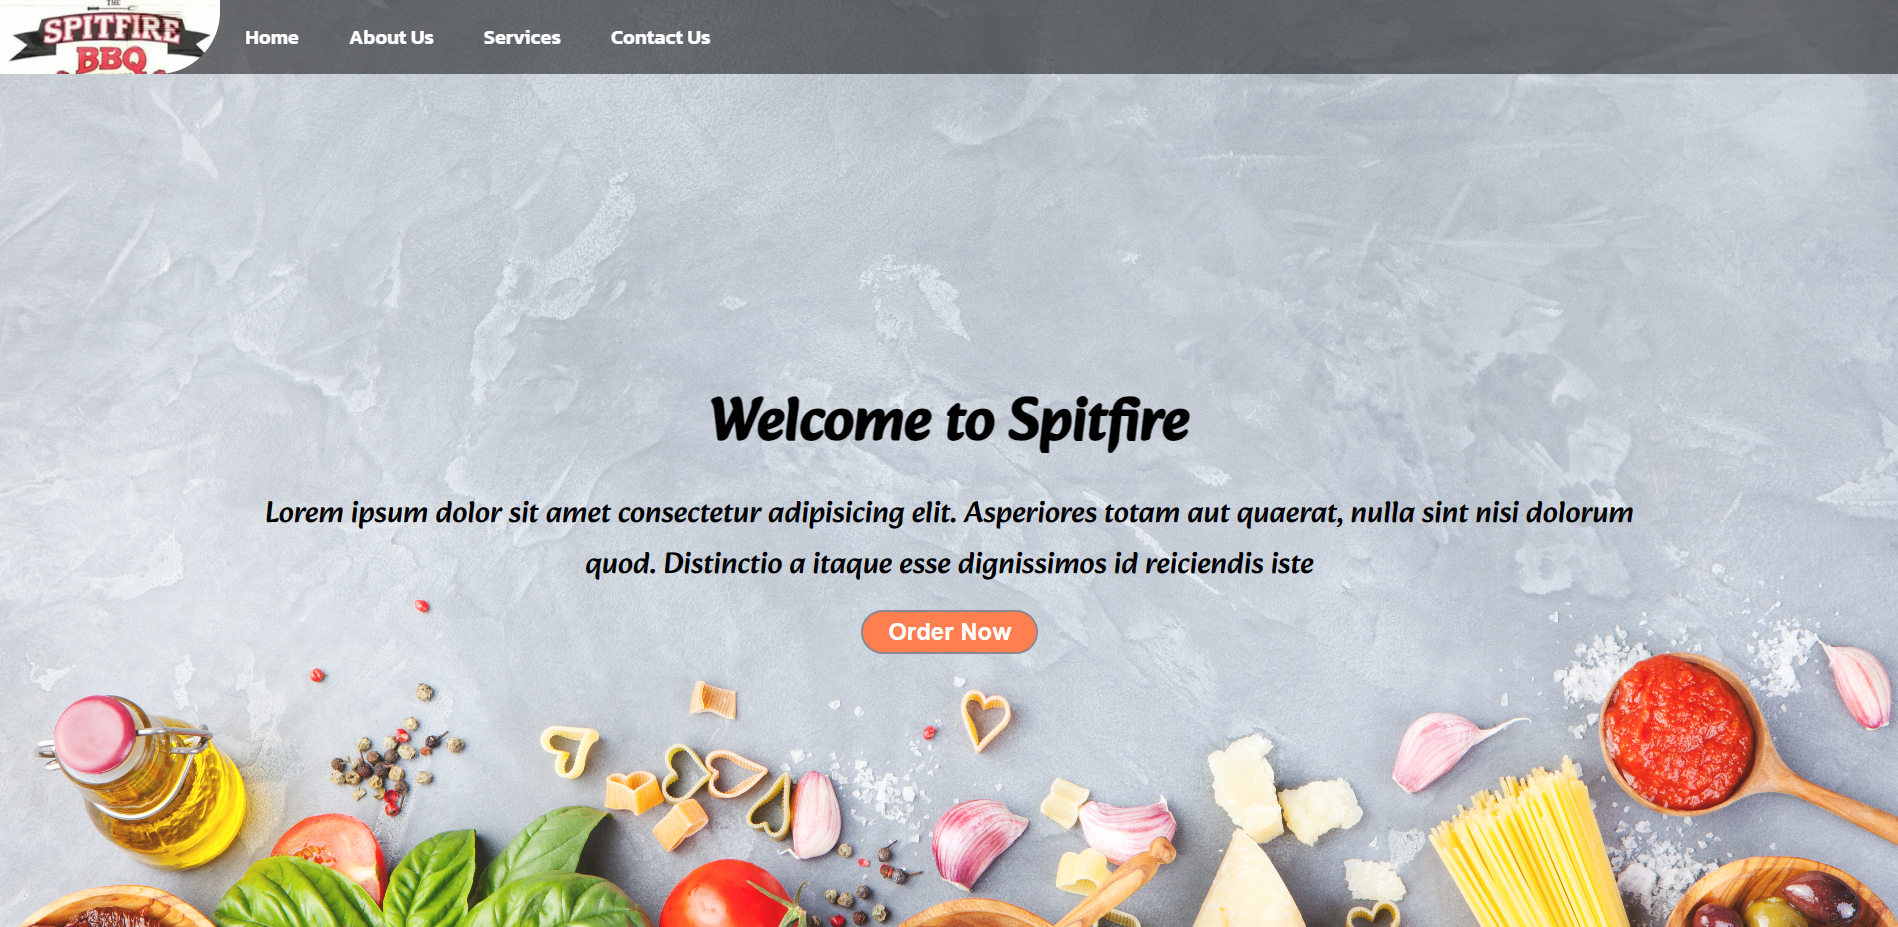 THE
SPITFIRE
BBQ
Home About Us Services Contact Us
Welcome to Spitfire
Lorem ipsum dolor sit amet consectetur adipisicing elit. Asperiores totam aut quaerat, nulla sint nisi dolorum
quod. Distinctio a itaque esse dignissimos id reiciendis iste
Order Now